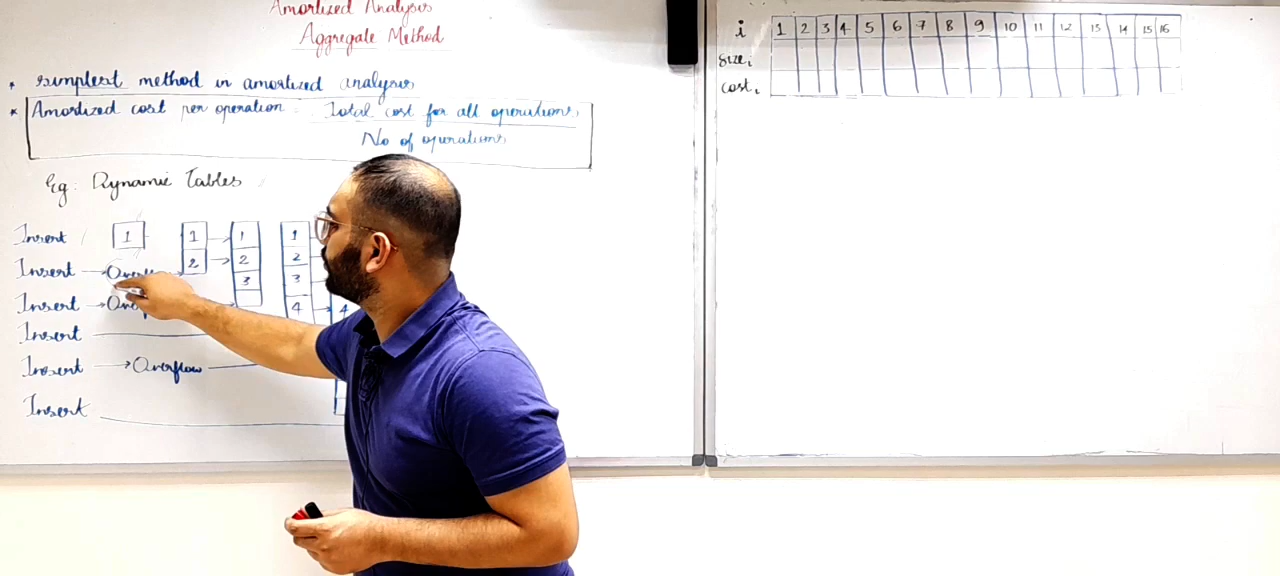 Amortized Analysis
Aggregate Method
* simplest method in amortized analysis
* Amortized cost per operation = Total cost for all operations
No of operations
Eg: Dynamic Tables
Insert 1 1 1 1
Insert → 2 2 2
Insert → 3 3
Insert 4 4
Insert → Overflow
Insert
i 1 2 3 4 5 6 7 8 9 10 11 12 13 14 15 16
size i
cost i